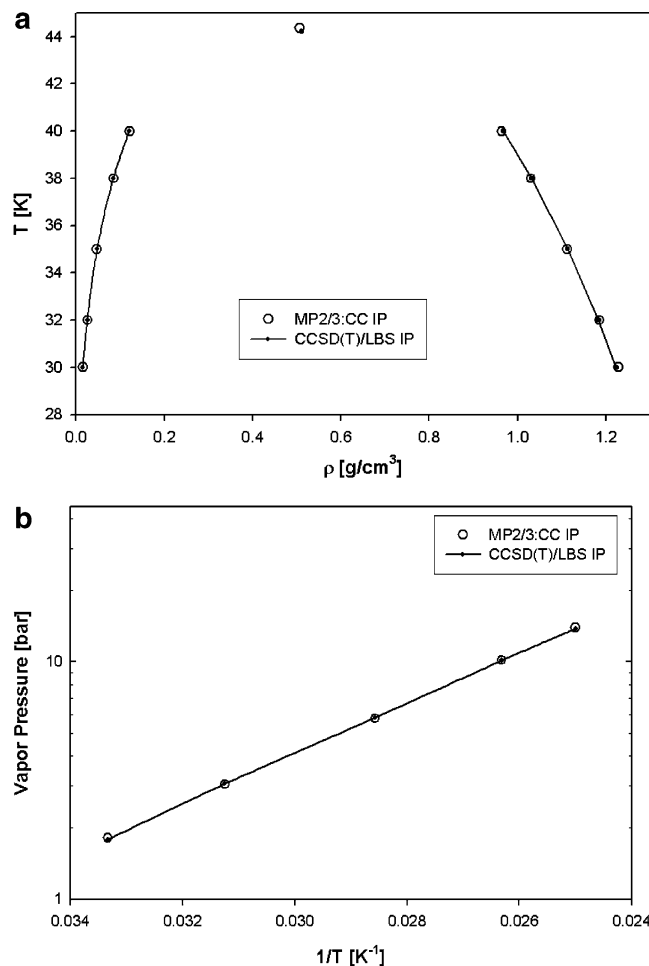 a
T [K]
44
42
40
38
36
34
32
30
28
MP2/3:CC IP
CCSD(T)/LBS IP
0.0 0.2 0.4 0.6 0.8 1.0 1.2
ρ [g/cm³]
b
Vapor Pressure [bar]
10
1
MP2/3:CC IP
CCSD(T)/LBS IP
0.034 0.032 0.030 0.028 0.026 0.024
1/T [K⁻¹]